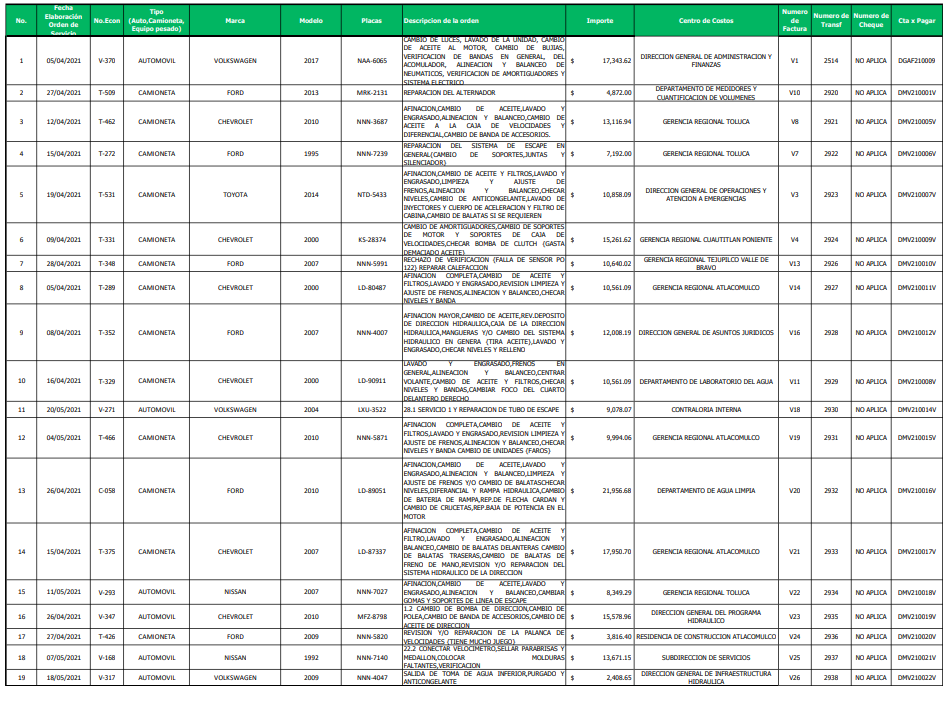 No. Fecha Elaboración Orden de Servicio No.Econ Tipo (Auto,Camioneta, Equipo pesado) Marca Modelo Placas Descripcion de la orden Importe Centro de Costos Numero de Factura Numero de Transf Numero de Cheque Cta x Pagar
1 05/04/2021 V-370 AUTOMOVIL VOLKSWAGEN 2017 NAA-6065
CAMBIO DE LUCES, LAVADO DE LA UNIDAD, CAMBIO
DE ACEITE AL MOTOR, CAMBIO DE BUJIAS,
VERIFICACION DE BANDAS EN GENERAL, DEL
ACOMULADOR, ALINEACION Y BALANCEO DE
NEUMATICOS, VERIFICACION DE AMORTIGUADORES Y
SISTEMA ELECTRICO
$ 17,343.62 DIRECCION GENERAL DE ADMINISTRACION Y FINANZAS V1 2514 NO APLICA DGAF210009
2 27/04/2021 T-509 CAMIONETA FORD 2013 MRK-2131
REPARACION DEL ALTERNADOR
$ 4,872.00 DEPARTAMENTO DE MEDIDORES Y CUANTIFICACION DE VOLUMENES V10 2920 NO APLICA DMV210001V
3 12/04/2021 T-462 CAMIONETA CHEVROLET 2010 NNN-3687
AFINACION,CAMBIO DE ACEITE,LAVADO Y
ENGRASADO,ALINEACION Y BALANCEO,CAMBIO DE
ACEITE A LA CAJA DE VELOCIDADES Y
DIFERENCIAL,CAMBIO DE BANDA DE ACCESORIOS.
$ 13,116.94 GERENCIA REGIONAL TOLUCA V8 2921 NO APLICA DMV210005V
4 15/04/2021 T-272 CAMIONETA FORD 1995 NNN-7239
REPARACION DEL SISTEMA DE ESCAPE EN
GENERAL(CAMBIO DE SOPORTES,JUNTAS Y
SILENCIADOR)
$ 7,192.00 GERENCIA REGIONAL TOLUCA V7 2922 NO APLICA DMV210006V
5 19/04/2021 T-531 CAMIONETA TOYOTA 2014 NTD-5433
AFINACION,CAMBIO DE ACEITE Y FILTROS,LAVADO Y
ENGRASADO,LIMPIEZA Y AJUSTE DE
FRENOS,ALINEACION Y BALANCEO,CHECAR
NIVELES,CAMBIO DE ANTICONGELANTE,LAVADO DE
INYECTORES Y CUERPO DE ACELERACION Y FILTRO DE
CABINA,CAMBIO DE BALATAS SI SE REQUIEREN
$ 10,858.09 DIRECCION GENERAL DE OPERACIONES Y ATENCION A EMERGENCIAS V3 2923 NO APLICA DMV210007V
6 09/04/2021 T-331 CAMIONETA CHEVROLET 2000 KS-28374
CAMBIO DE AMORTIGUADORES,CAMBIO DE SOPORTES
DE MOTOR Y SOPORTES DE CAJA DE
VELOCIDADES,CHECAR BOMBA DE CLUTCH (GASTA
DEMACIADO ACEITE)
$ 15,261.62 GERENCIA REGIONAL CUAUTITLAN PONIENTE V4 2924 NO APLICA DMV210009V
7 28/04/2021 T-348 CAMIONETA FORD 2007 NNN-5991
RECHAZO DE VERIFICACION (FALLA DE SENSOR PO
122) REPARAR CALEFACCION
$ 10,640.02 GERENCIA REGIONAL TEJUPILCO VALLE DE BRAVO V13 2926 NO APLICA DMV210010V
8 05/04/2021 T-289 CAMIONETA CHEVROLET 2000 LD-80487
AFINACION COMPLETA,CAMBIO DE ACEITE Y
FILTROS,LAVADO Y ENGRASADO,REVISION LIMPIEZA Y
AJUSTE DE FRENOS,ALINEACION Y BALANCEO,CHECAR
NIVELES Y BANDA
$ 10,561.09 GERENCIA REGIONAL ATLACOMULCO V14 2927 NO APLICA DMV210011V
9 08/04/2021 T-352 CAMIONETA FORD 2007 NNN-4007
AFINACION MAYOR,CAMBIO DE ACEITE,REV.DEPOSITO
DE DIRECCION HIDRAULICA,CAJA DE LA DIRECCION
HIDRAULICA,MANGUERAS Y/O CAMBIO DEL SISTEMA
HIDRAULICO EN GENERA (TIRA ACEITE),LAVADO Y
ENGRASADO,CHECAR NIVELES Y RELLENO
$ 12,008.19 DIRECCION GENERAL DE ASUNTOS JURIDICOS V16 2928 NO APLICA DMV210012V
10 16/04/2021 T-329 CAMIONETA CHEVROLET 2000 LD-90911
LAVADO Y ENGRASADO,FRENOS EN
GENERAL,ALINEACION Y BALANCEO,CENTRAR
VOLANTE,CAMBIO DE ACEITE Y FILTROS,CHECAR
NIVELES Y BANDAS,CAMBIAR FOCO DEL CUARTO
DELANTERO DERECHO
$ 10,561.09 DEPARTAMENTO DE LABORATORIO DEL AGUA V11 2929 NO APLICA DMV210008V
11 20/05/2021 V-271 AUTOMOVIL VOLKSWAGEN 2004 LXU-3522
28.1 SERVICIO 1 Y REPARACION DE TUBO DE ESCAPE
$ 9,078.07 CONTRALORIA INTERNA V18 2930 NO APLICA DMV210014V
12 04/05/2021 T-466 CAMIONETA CHEVROLET 2010 NNN-5871
AFINACION COMPLETA,CAMBIO DE ACEITE Y
FILTROS,LAVADO Y ENGRASADO,REVISION LIMPIEZA Y
AJUSTE DE FRENOS,ALINEACION Y BALANCEO,CHECAR
NIVELES Y BANDA CAMBIO DE UNIDADES (FAROS)
$ 9,994.06 GERENCIA REGIONAL ATLACOMULCO V19 2931 NO APLICA DMV210015V
13 26/04/2021 C-058 CAMIONETA FORD 2010 LD-89051
AFINACION,CAMBIO DE ACEITE,LAVADO Y
ENGRASADO,ALINEACION Y BALANCEO,LIMPIEZA Y
AJUSTE DE FRENOS Y/O CAMBIO DE BALATASCHECAR
NIVELES,DIFERANCIAL Y RAMPA HIDRAULICA,CAMBIO
DE BATERIA DE RAMPA,REP.DE FLECHA CARDAN Y
CAMBIO DE CRUCETAS,REP.BAJA DE POTENCIA EN EL
MOTOR
$ 21,956.68 DEPARTAMENTO DE AGUA LIMPIA V20 2932 NO APLICA DMV210016V
14 15/04/2021 T-375 CAMIONETA CHEVROLET 2007 LD-87337
AFINACION COMPLETA,CAMBIO DE ACEITE Y
FILTRO,LAVADO Y ENGRASADO,ALINEACION Y
BALANCEO,CAMBIO DE BALATAS DELANTERAS CAMBIO
DE BALATAS TRASERAS,CAMBIO DE BALATAS DE
FRENO DE MANO,REVISION Y/O REPARACION DEL
SISTEMA HIDRAULICO DE LA DIRECCION
$ 17,950.70 GERENCIA REGIONAL ATLACOMULCO V21 2933 NO APLICA DMV210017V
15 11/05/2021 V-293 AUTOMOVIL NISSAN 2007 NNN-7027
AFINACION,CAMBIO DE ACEITE,LAVADO Y
ENGRASADO,ALINEACION Y BALANCEO,CAMBIAR
GOMAS Y SOPORTES DE LINEA DE ESCAPE
$ 8,349.29 GERENCIA REGIONAL TOLUCA V22 2934 NO APLICA DMV210018V
16 26/04/2021 V-347 AUTOMOVIL CHEVROLET 2010 MFZ-8798
1.2 CAMBIO DE BOMBA DE DIRECCION,CAMBIO DE
POLEA,CAMBIO DE BANDA DE ACCESORIOS,CAMBIO DE
ACEITE DE DIRECCION
$ 15,578.96 DIRECCION GENERAL DEL PROGRAMA HIDRAULICO V23 2935 NO APLICA DMV210019V
17 27/04/2021 T-426 CAMIONETA FORD 2009 NNN-5820
REVISION Y/O REPARACION DE LA PALANCA DE
VELOCIDADES (TIENE MUCHO JUEGO)
$ 3,816.40 RESIDENCIA DE CONSTRUCCION ATLACOMULCO V24 2936 NO APLICA DMV210020V
18 07/05/2021 V-168 AUTOMOVIL NISSAN 1992 NNN-7140
22.2 CONECTAR VELOCIMETRO,SELLAR PARABRISAS Y
MEDALLON,COLOCAR MOLDURAS
FALTANTES,VERIFICACION
$ 13,671.15 SUBDIRECCION DE SERVICIOS V25 2937 NO APLICA DMV210021V
19 18/05/2021 V-317 AUTOMOVIL VOLKSWAGEN 2009 NNN-4047
SALIDA DE TOMA DE AGUA INFERIOR,PURGADO Y
ANTICONGELANTE
$ 2,408.65 DIRECCION GENERAL DE INFRAESTRUCTURA HIDRAULICA V26 2938 NO APLICA DMV210022V